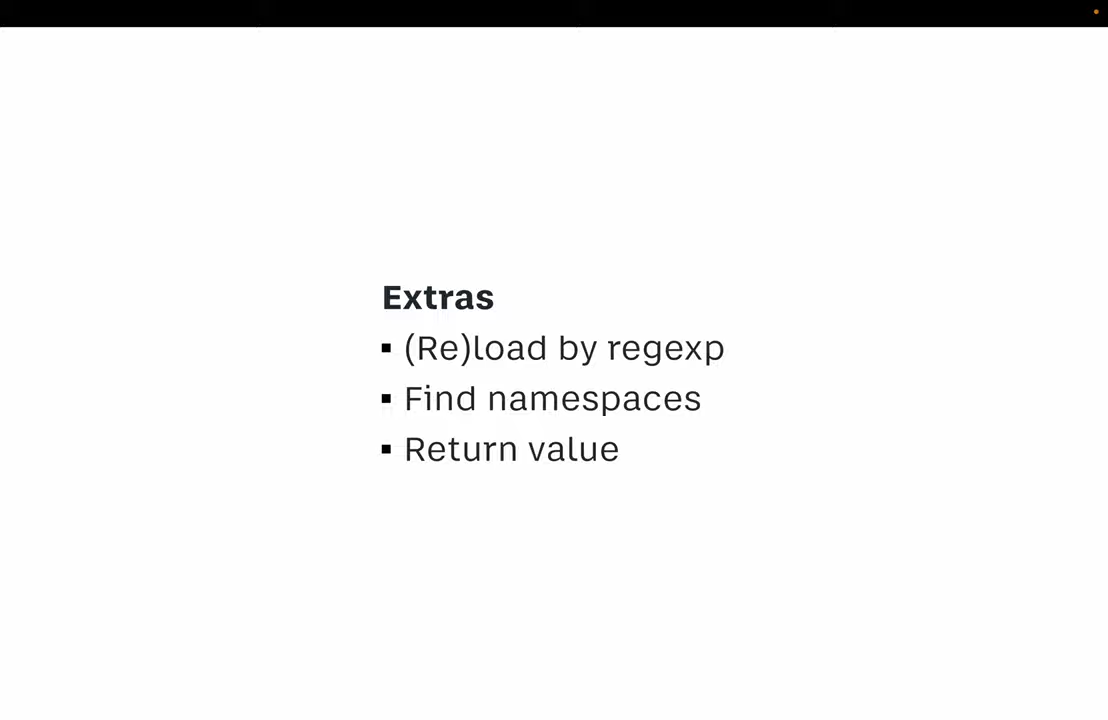 Extras
▪ (Re)load by regexp
▪ Find namespaces
▪ Return value